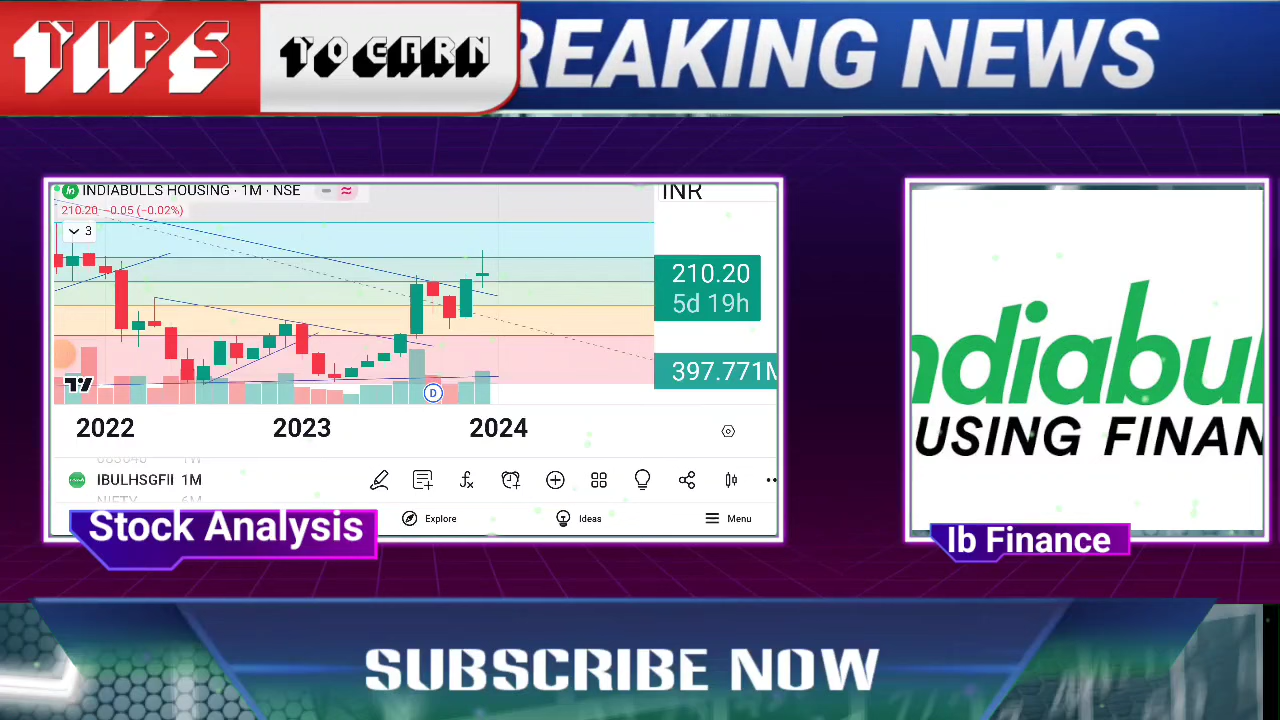 TIPS
TO EARN
REAKING NEWS
INDIABULLS HOUSING · 1M · NSE
210.20 −0.05 (−0.02%)
3
INR
210.20
5d 19h
397.771M
D
2022
2023
2024
IBULHSGFII 1M
NIFTY 6M
Explore
Ideas
Menu
Stock Analysis
ndiabul
USING FINAN
Ib Finance
SUBSCRIBE NOW